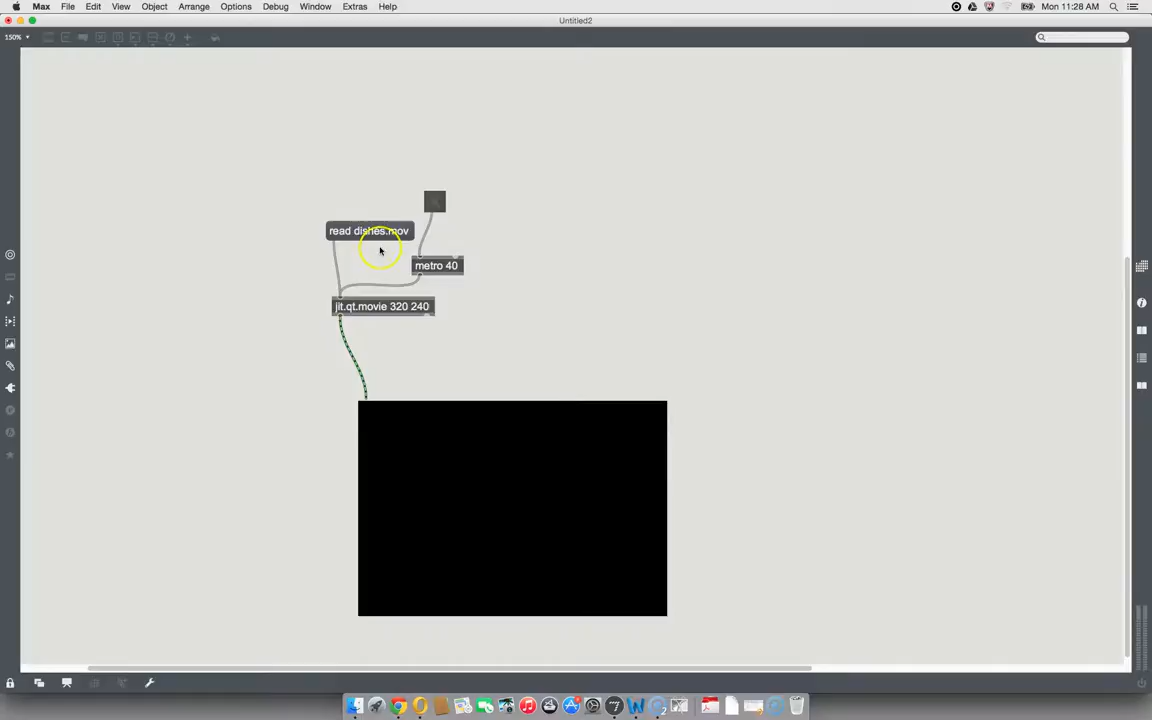 Max File Edit View Object Arrange Options Debug Window Extras Help Mon 11:28 AM
Untitled2
150%
read dishes.mov
metro 40
jit.qt.movie 320 240